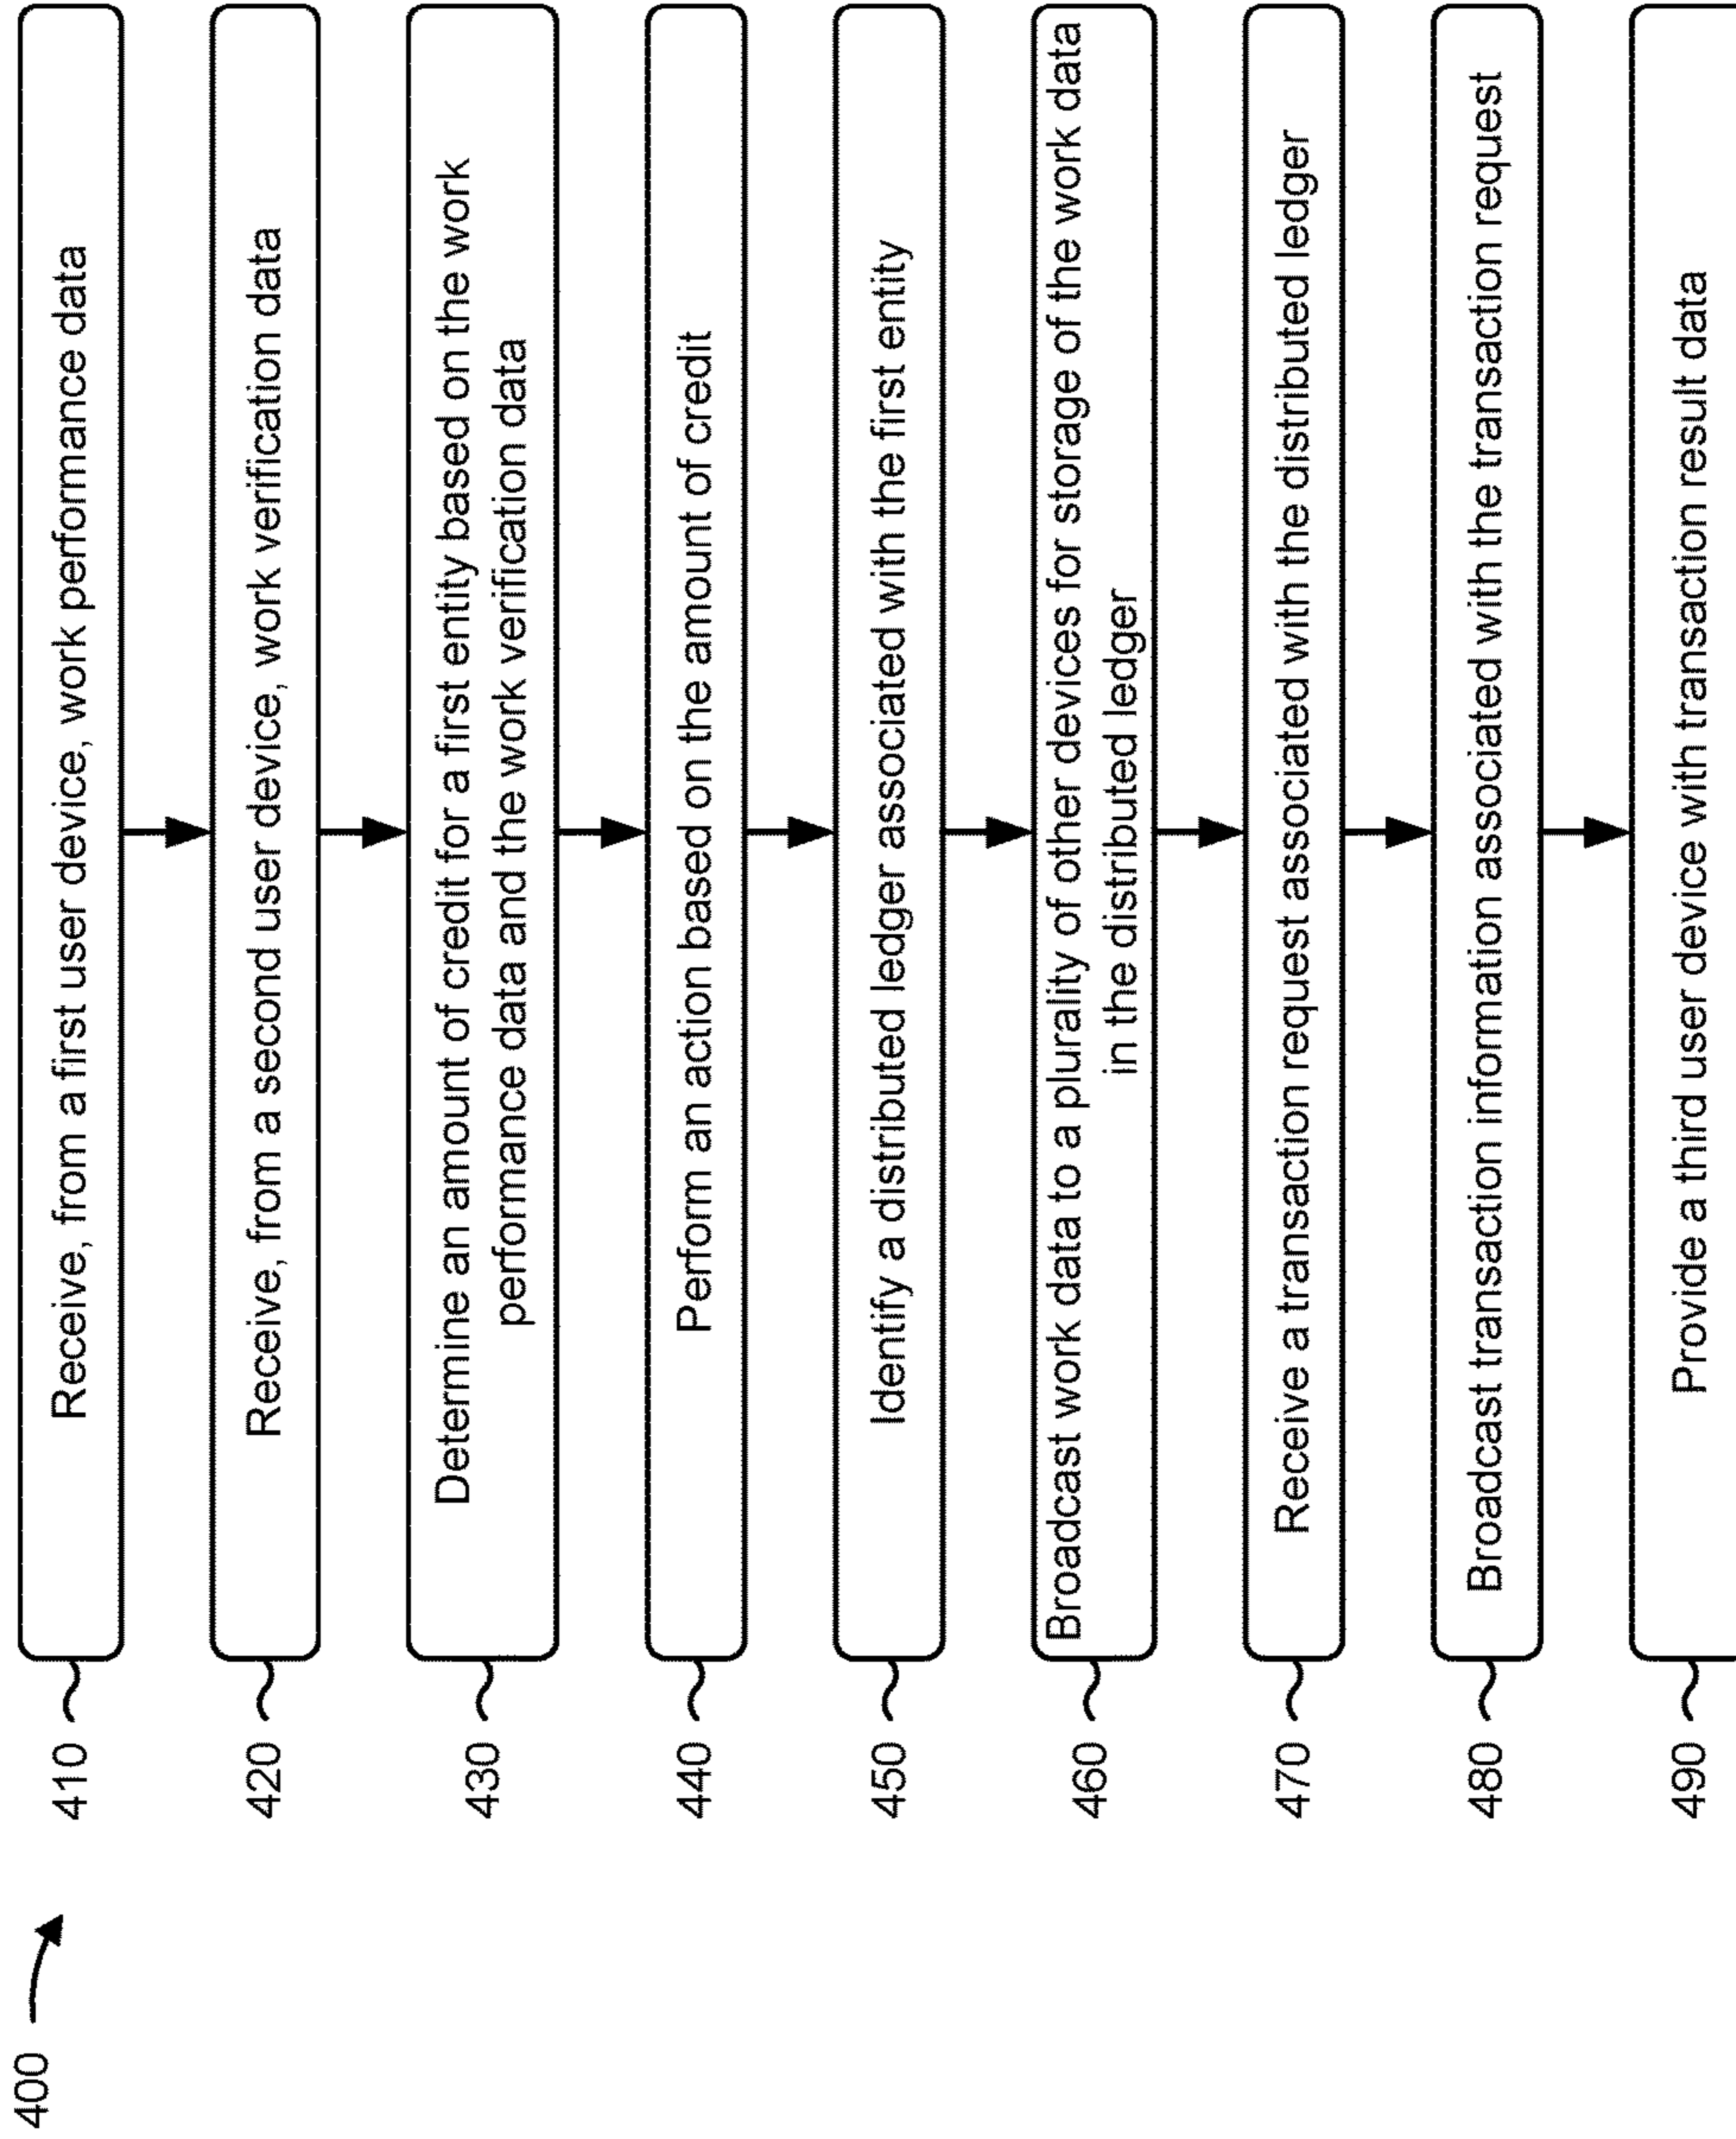 400
410
Receive, from a first user device, work performance data
420
Receive, from a second user device, work verification data
430
Determine an amount of credit for a first entity based on the work
performance data and the work verification data
440
Perform an action based on the amount of credit
450
Identify a distributed ledger associated with the first entity
460
Broadcast work data to a plurality of other devices for storage of the work data
in the distributed ledger
470
Receive a transaction request associated with the distributed ledger
480
Broadcast transaction information associated with the transaction request
490
Provide a third user device with transaction result data